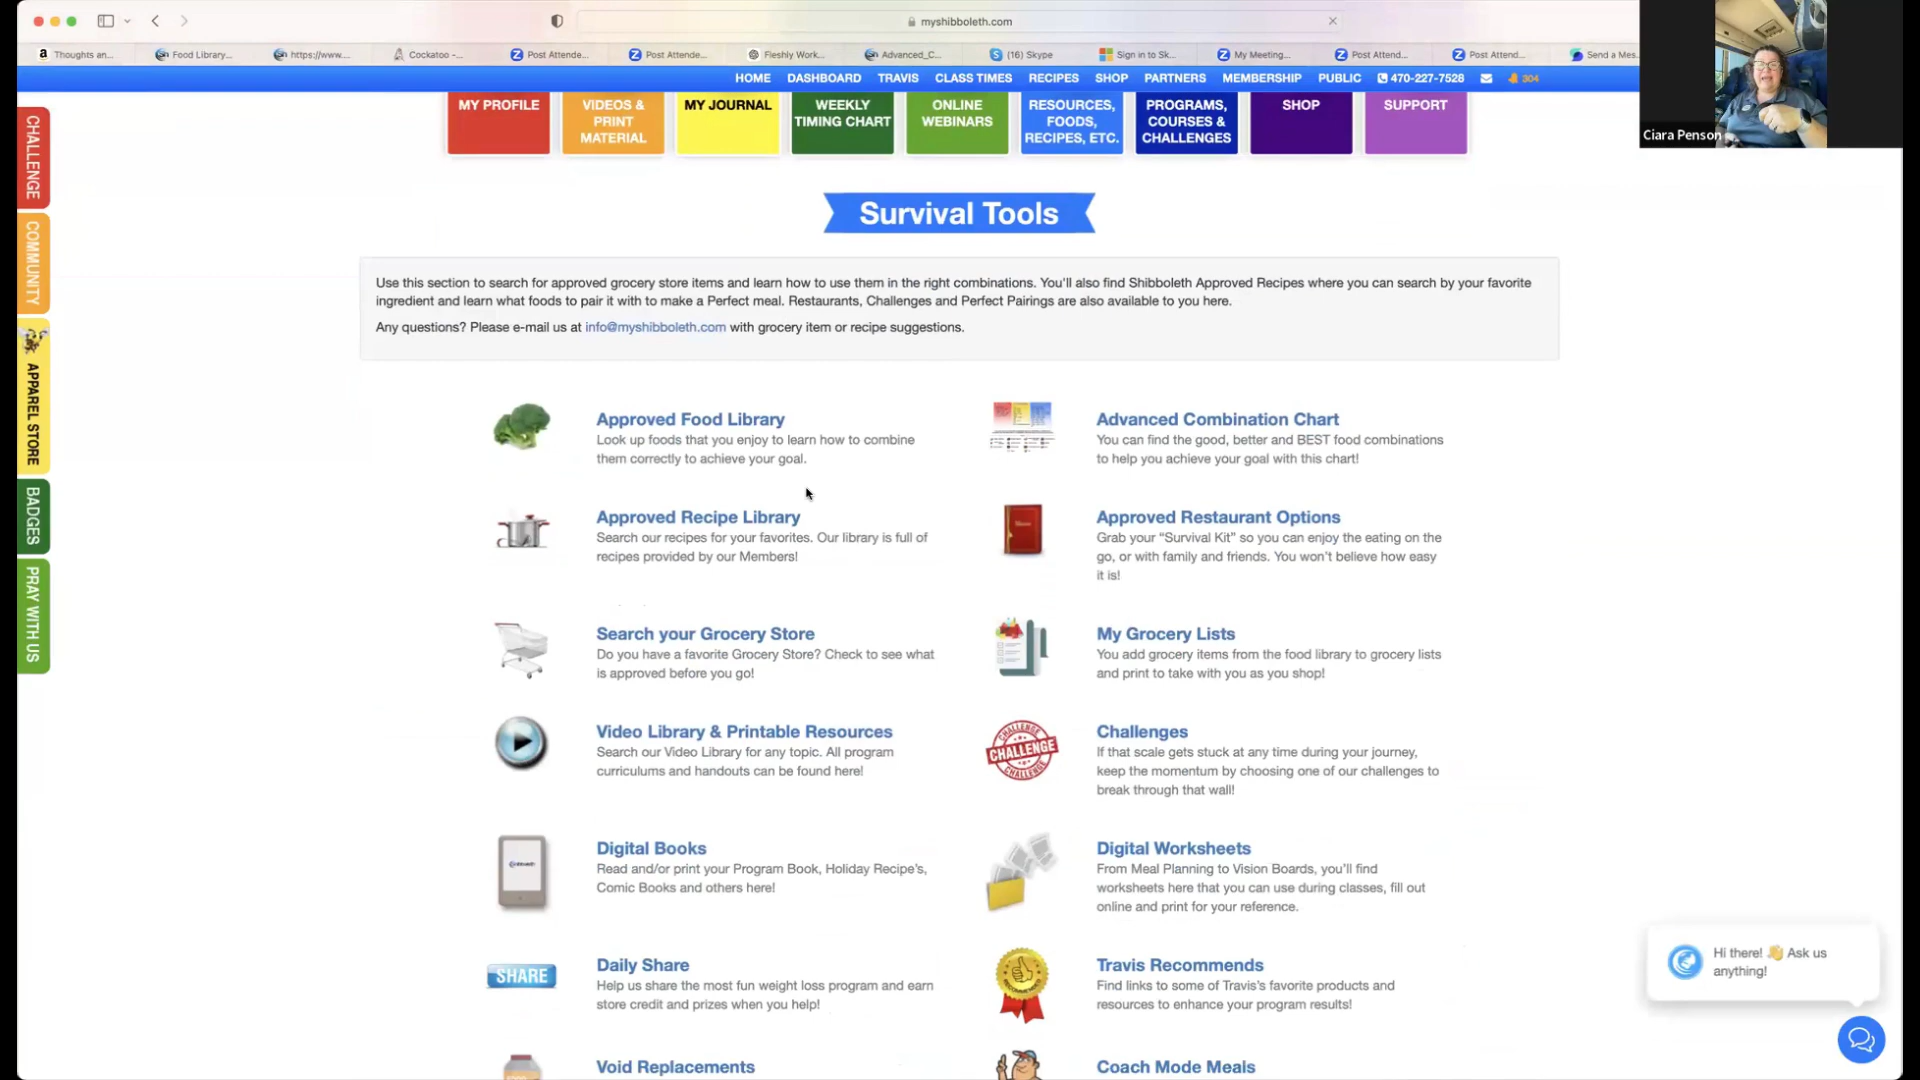 myshibboleth.com
Thoughts an...
Food Library...
https://www....
Cockatoo –...
Post Attende...
Post Attende...
Fleshly Work...
Advanced_C...
(16) Skype
Sign in to Sk...
My Meeting...
Post Attend...
Post Attend...
Send a Mes...
HOME DASHBOARD TRAVIS CLASS TIMES RECIPES SHOP PARTNERS MEMBERSHIP PUBLIC 470-227-7528 304
MY PROFILE
VIDEOS &
PRINT
MATERIAL
MY JOURNAL
WEEKLY
TIMING CHART
ONLINE
WEBINARS
RESOURCES,
FOODS,
RECIPES, ETC.
PROGRAMS,
COURSES &
CHALLENGES
SHOP
SUPPORT
Ciara Penson
CHALLENGE
COMMUNITY
APPAREL STORE
BADGES
PRAY WITH US
Survival Tools
Use this section to search for approved grocery store items and learn how to use them in the right combinations. You'll also find Shibboleth Approved Recipes where you can search by your favorite
ingredient and learn what foods to pair it with to make a Perfect meal. Restaurants, Challenges and Perfect Pairings are also available to you here.
Any questions? Please e-mail us at info@myshibboleth.com with grocery item or recipe suggestions.
Approved Food Library
Look up foods that you enjoy to learn how to combine
them correctly to achieve your goal.
Advanced Combination Chart
You can find the good, better and BEST food combinations
to help you achieve your goal with this chart!
Approved Recipe Library
Search our recipes for your favorites. Our library is full of
recipes provided by our Members!
Approved Restaurant Options
Grab your “Survival Kit” so you can enjoy the eating on the
go, or with family and friends. You won’t believe how easy
it is!
Search your Grocery Store
Do you have a favorite Grocery Store? Check to see what
is approved before you go!
My Grocery Lists
You add grocery items from the food library to grocery lists
and print to take with you as you shop!
Video Library & Printable Resources
Search our Video Library for any topic. All program
curriculums and handouts can be found here!
CHALLENGE
CHALLENGE
CHALLENGE
Challenges
If that scale gets stuck at any time during your journey,
keep the momentum by choosing one of our challenges to
break through that wall!
Digital Books
Read and/or print your Program Book, Holiday Recipe's,
Comic Books and others here!
Digital Worksheets
From Meal Planning to Vision Boards, you’ll find
worksheets here that you can use during classes, fill out
online and print for your reference.
SHARE
Daily Share
Help us share the most fun weight loss program and earn
store credit and prizes when you help!
Travis Recommends
Find links to some of Travis's favorite products and
resources to enhance your program results!
Void Replacements
Coach Mode Meals
Hi there! 👋 Ask us
anything!